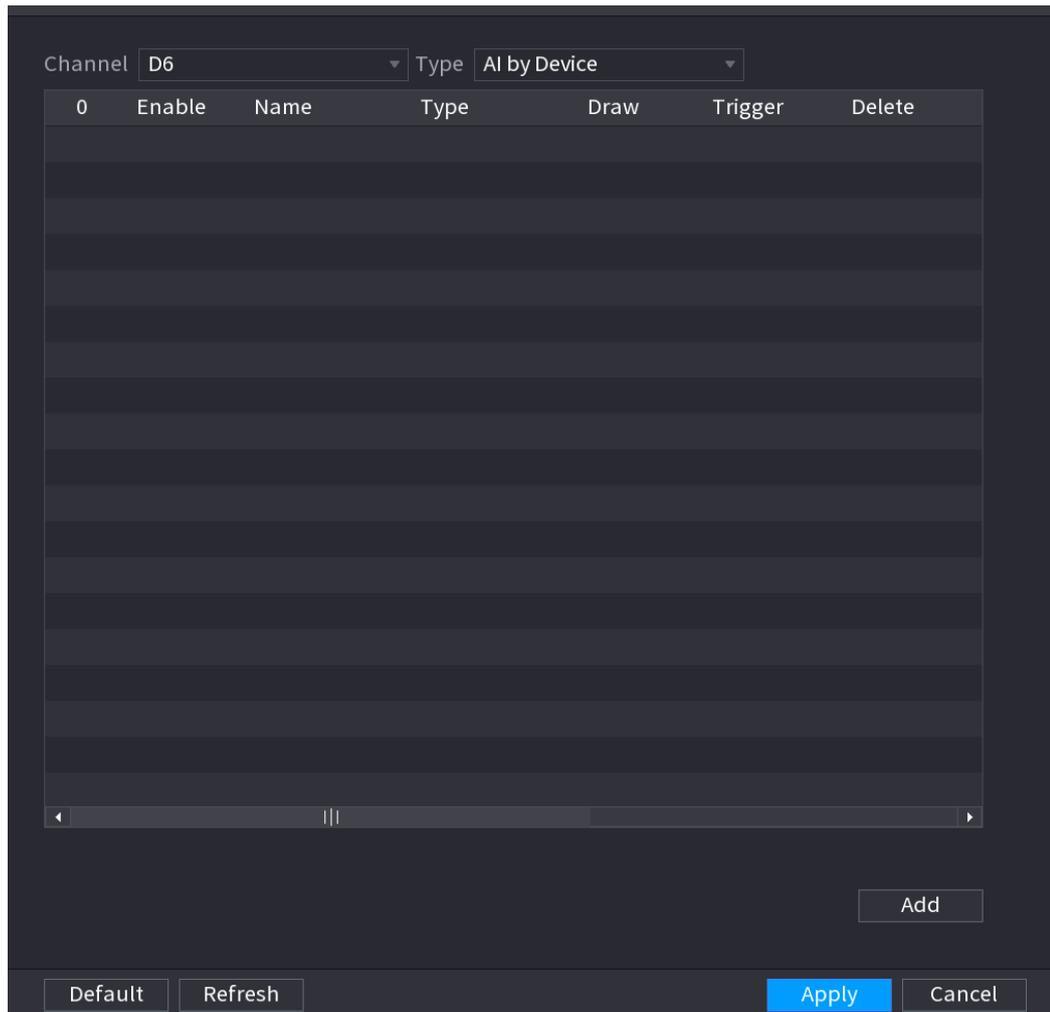 Channel D6 Type AI by Device
0 Enable Name Type Draw Trigger Delete
Add
Default Refresh Apply Cancel